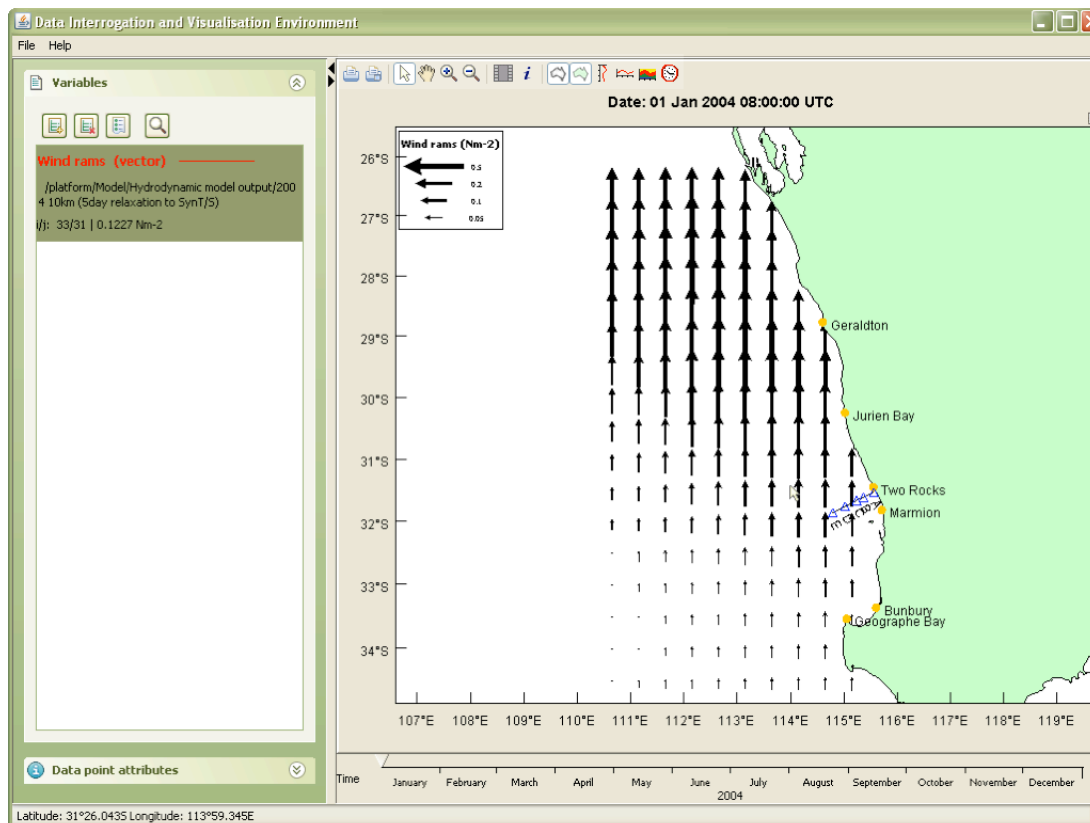 Data Interrogation and Visualisation Environment
File Help
Variables
Wind rams (vector)
/platform/Model/Hydrodynamic model output/200
4 10km (5day relaxation to SynT/S)
i/j: 33/31 | 0.1227 Nm-2
Data point attributes
Latitude: 31°26.043S Longitude: 113°59.345E
Date: 01 Jan 2004 08:00:00 UTC
Wind rams (Nm-2)
0.5
0.2
0.1
0.05
26°S
27°S
28°S
29°S
30°S
31°S
32°S
33°S
34°S
Geraldton
Jurien Bay
Two Rocks
Marmion
Bunbury
Geographe Bay
107°E 108°E 109°E 110°E 111°E 112°E 113°E 114°E 115°E 116°E 117°E 118°E 119°E
Time
January February March April May June July August September October November December
2004